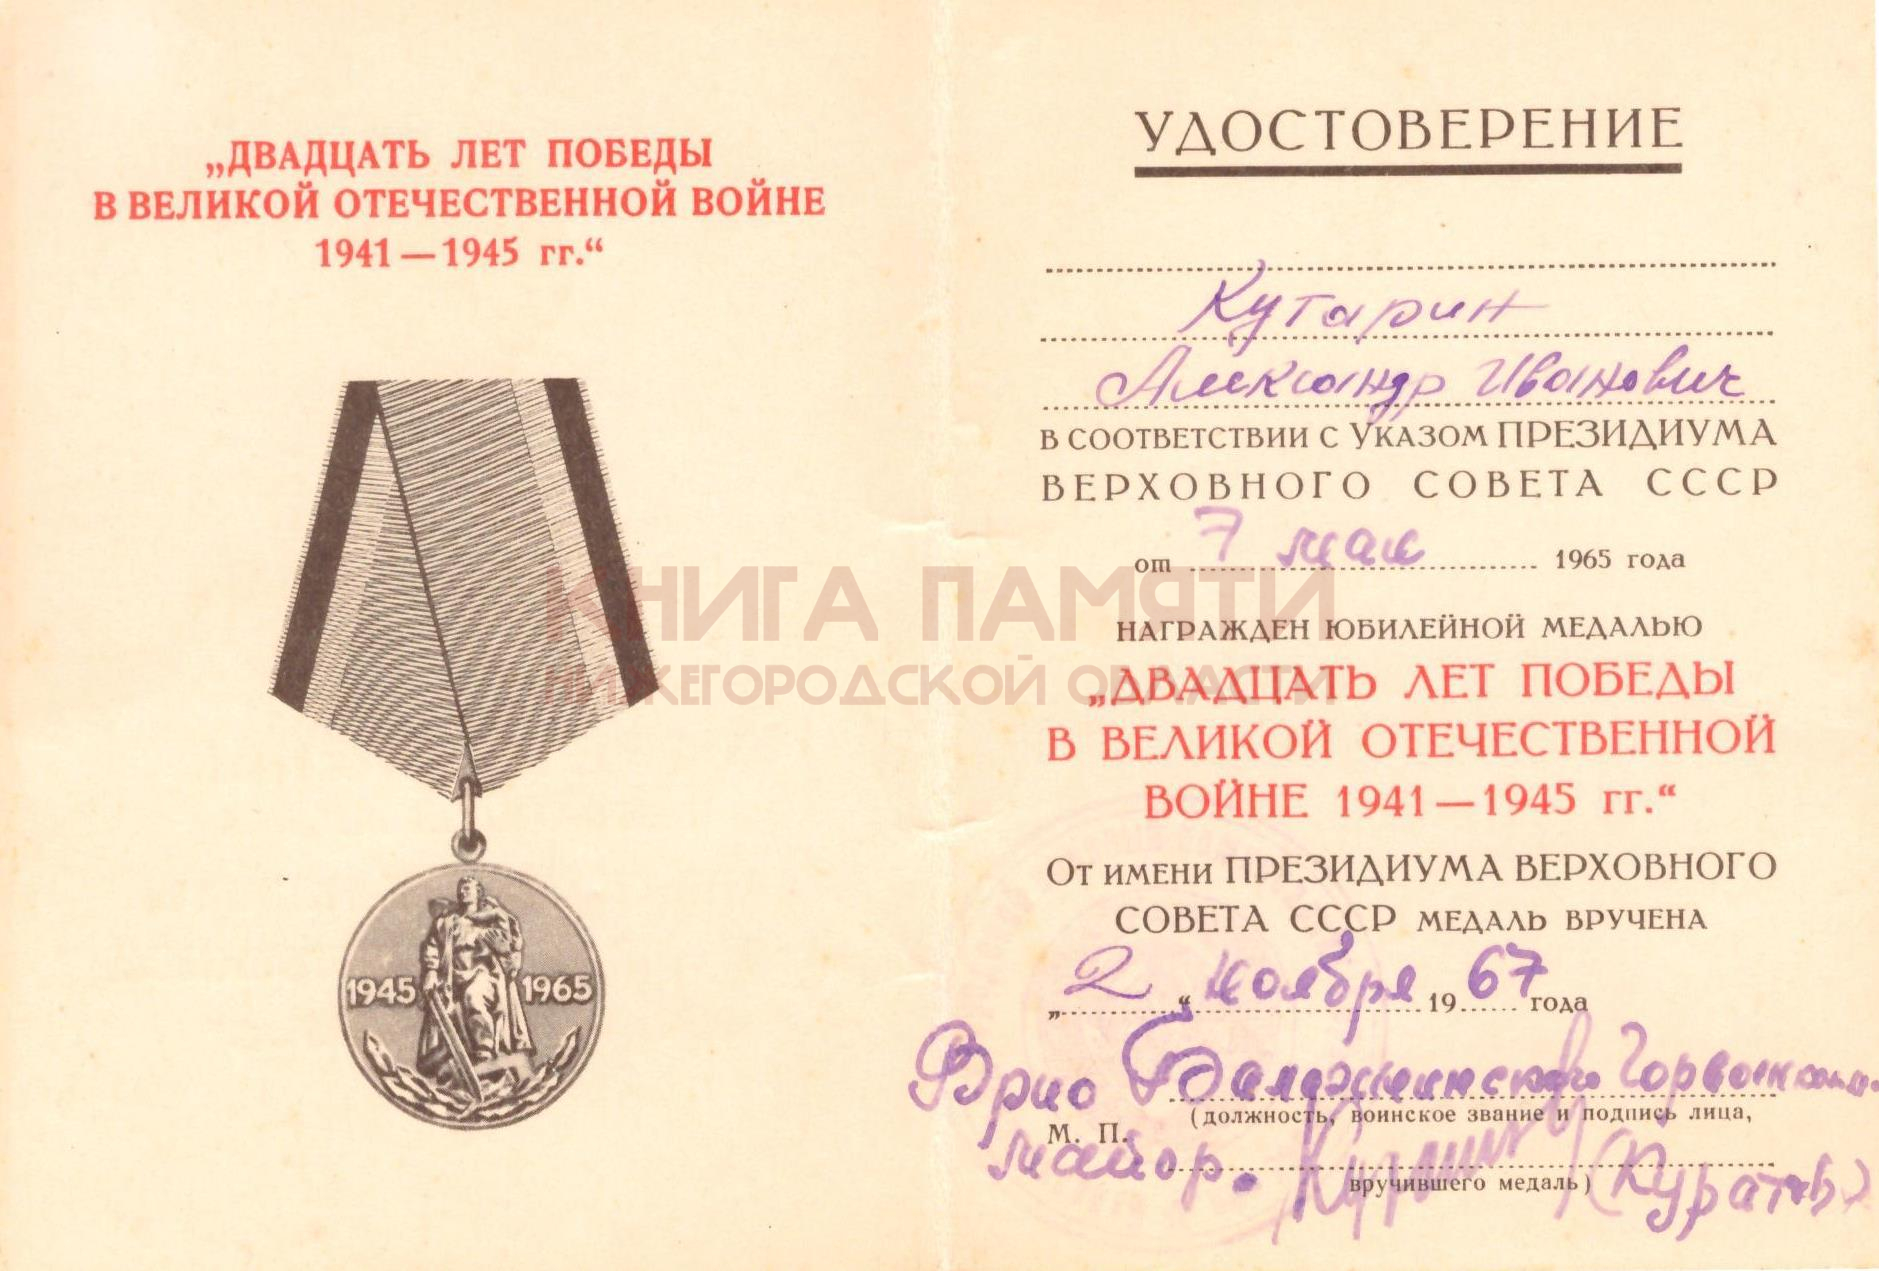 „ДВАДЦАТЬ ЛЕТ ПОБЕДЫ
В ВЕЛИКОЙ ОТЕЧЕСТВЕННОЙ ВОЙНЕ
1941—1945 гг.“
1945 1965
КНИГА ПАМЯТИ
НИЖЕГОРОДСКОЙ ОБЛАСТИ
УДОСТОВЕРЕНИЕ
Кутарин
Александр Иванович
В СООТВЕТСТВИИ С УКАЗОМ ПРЕЗИДИУМА
ВЕРХОВНОГО СОВЕТА СССР
от 7 мая 1965 года
НАГРАЖДЕН ЮБИЛЕЙНОЙ МЕДАЛЬЮ
„ДВАДЦАТЬ ЛЕТ ПОБЕДЫ
В ВЕЛИКОЙ ОТЕЧЕСТВЕННОЙ
ВОЙНЕ 1941—1945 гг.“
ОТ ИМЕНИ ПРЕЗИДИУМА ВЕРХОВНОГО
СОВЕТА СССР МЕДАЛЬ ВРУЧЕНА
„2“ ноября 1967 года
Врио Балахнинского Горвоенкома
(должность, воинское звание и подпись лица,
М. П.
майор.
вручившего медаль)